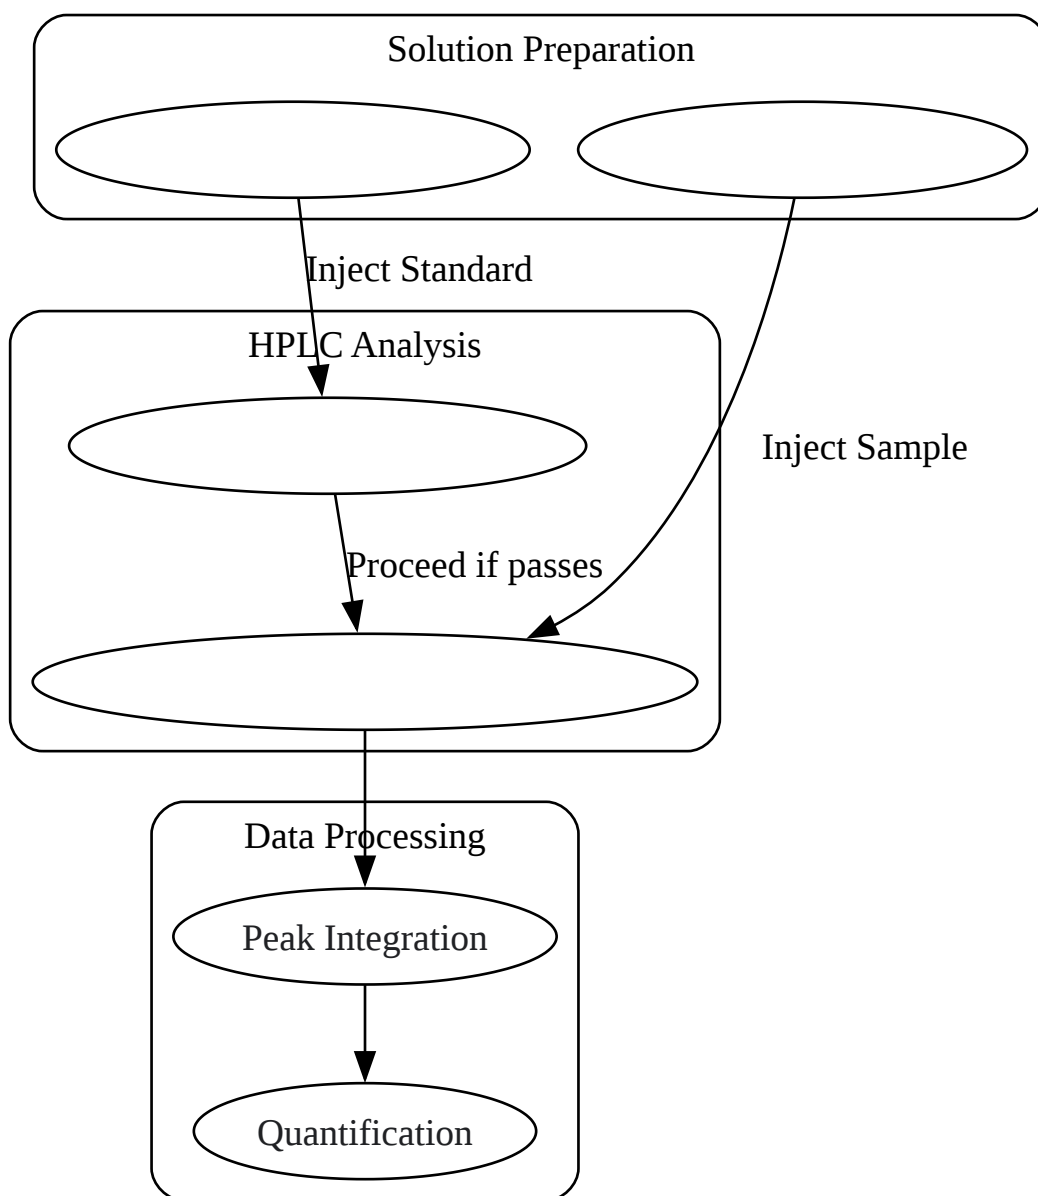 Solution Preparation
Inject Standard
HPLC Analysis
Inject Sample
Proceed if passes
Data Processing
Peak Integration
Quantification